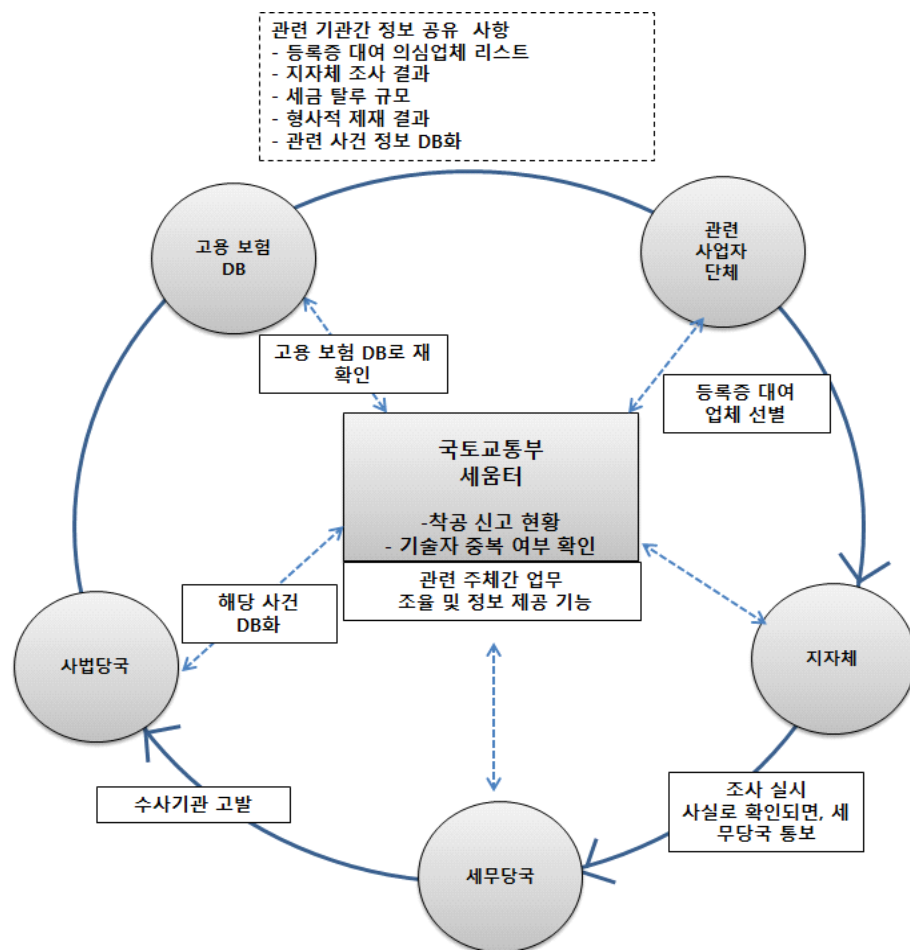 관련 기관간 정보 공유 사항
- 등록증 대여 의심업체 리스트
- 지자체 조사 결과
- 세금 탈루 규모
- 형사적 제재 결과
- 관련 사건 정보 DB화
고용 보험
DB
관련
사업자
단체
고용 보험 DB로 재
확인
등록증 대여
업체 선별
국토교통부
세움터
-착공 신고 현황
- 기술자 중복 여부 확인
관련 주체간 업무
조율 및 정보 제공 기능
해당 사건
DB화
사법당국
지자체
수사기관 고발
조사 실시
사실로 확인되면, 세
무당국 통보
세무당국